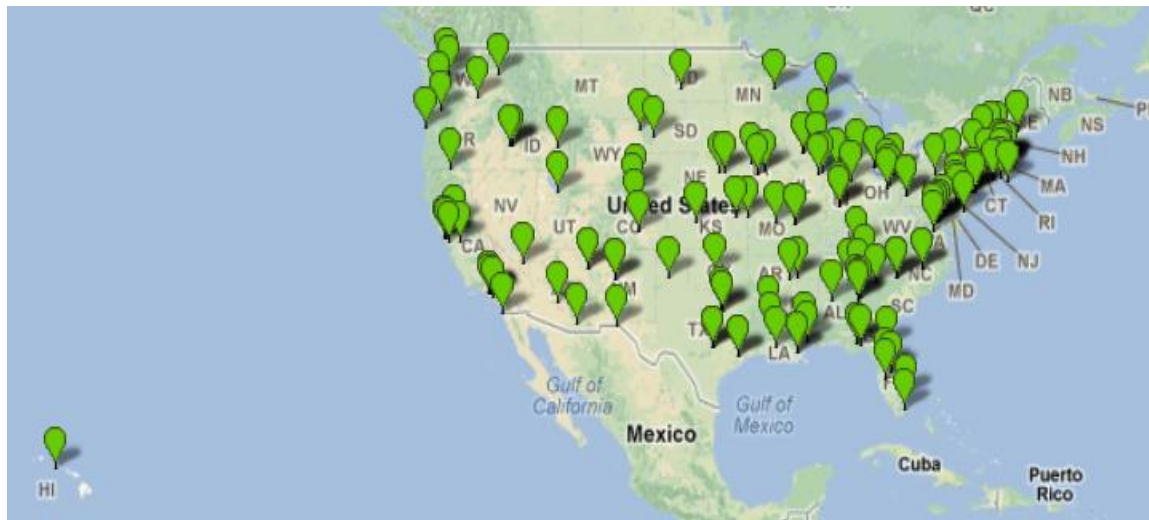 QC
MT
MN
NB
NS
OR
ID
SD
NH
WY
NE
OH
MA
United States
NV
UT
KS
MO
WV
CT
RI
CA
DE
NJ
AR
NC
MD
AL
SC
LA
Gulf of
California
Gulf of
Mexico
Mexico
Cuba
Puerto
Rico
HI